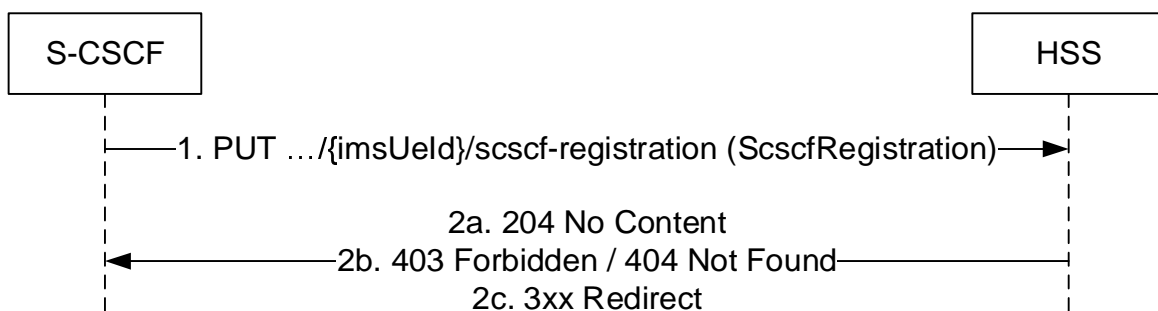 S-CSCF
HSS
1. PUT …/{imsUeId}/scscf-registration (ScscfRegistration)
2a. 204 No Content
2b. 403 Forbidden / 404 Not Found
2c. 3xx Redirect